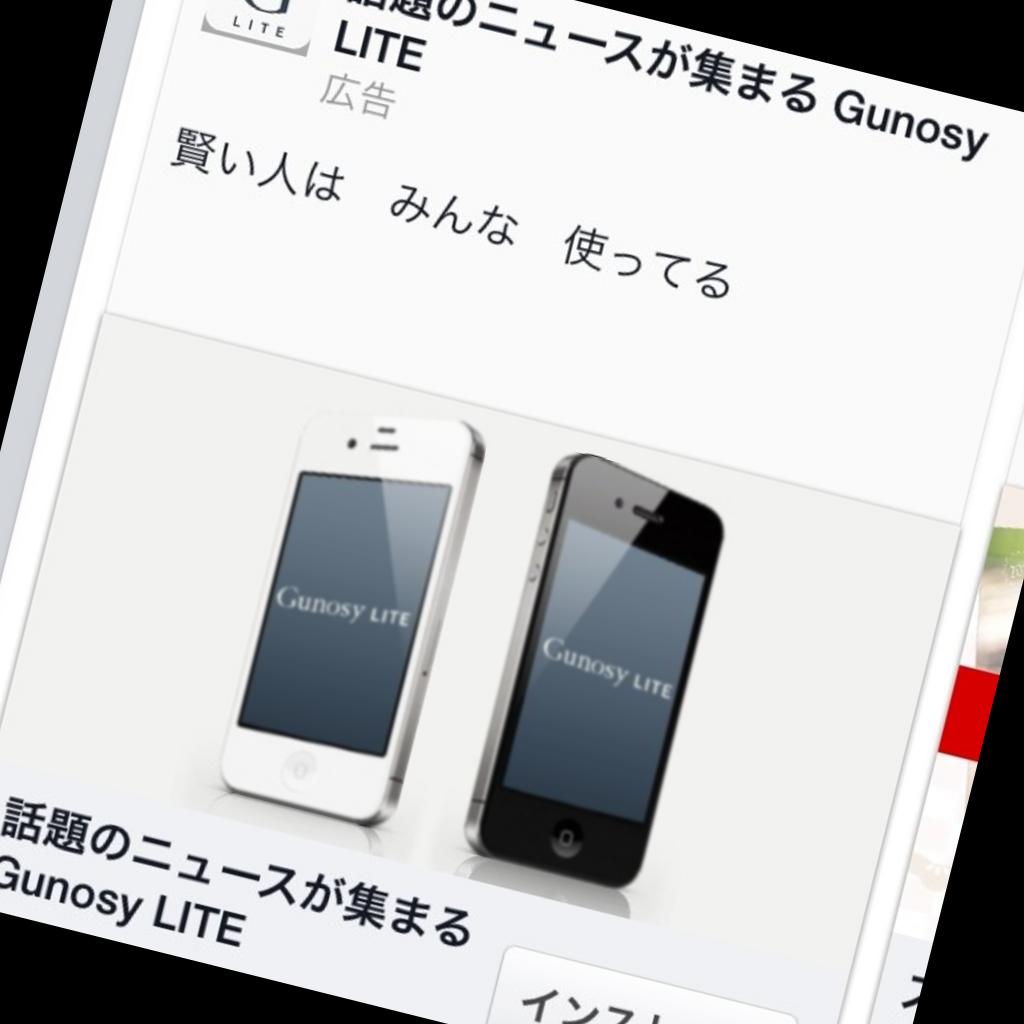 G
LITE
話題のニュースが集まる Gunosy
LITE
広告
賢い人は　みんな　使ってる
Gunosy LITE
Gunosy LITE
話題のニュースが集まる
Gunosy LITE
インスト